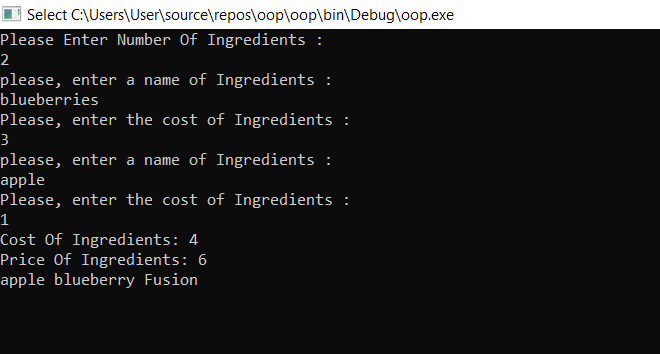 Select C:\Users\User\source\repos\oop\oop\bin\Debug\oop.exe
Please Enter Number Of Ingredients :
2
please, enter a name of Ingredients :
blueberries
Please, enter the cost of Ingredients :
3
please, enter a name of Ingredients :
apple
Please, enter the cost of Ingredients :
1
Cost Of Ingredients: 4
Price Of Ingredients: 6
apple blueberry Fusion